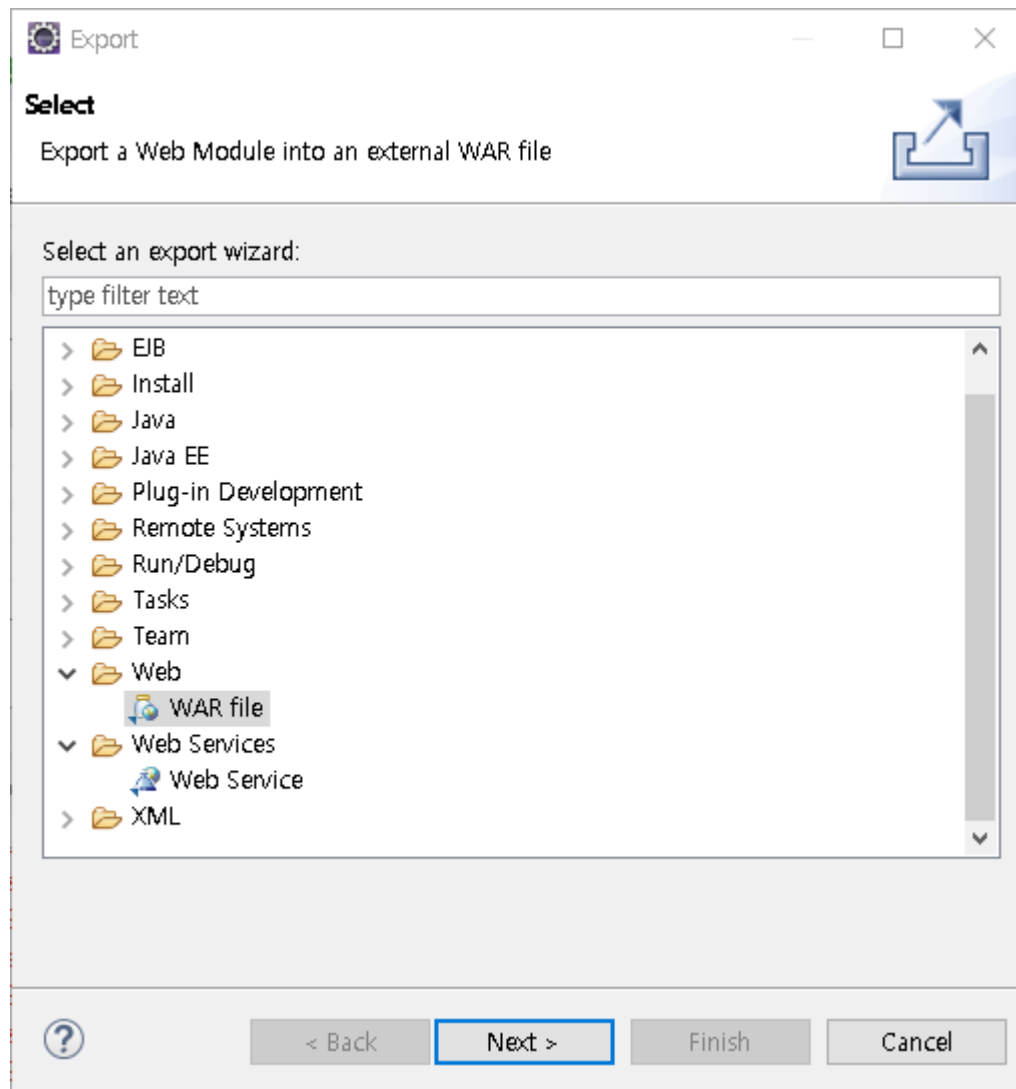 Export
Select
Export a Web Module into an external WAR file
Select an export wizard:
type filter text
EJB
Install
Java
Java EE
Plug-in Development
Remote Systems
Run/Debug
Tasks
Team
Web
WAR file
Web Services
Web Service
XML
?
< Back Next > Finish Cancel